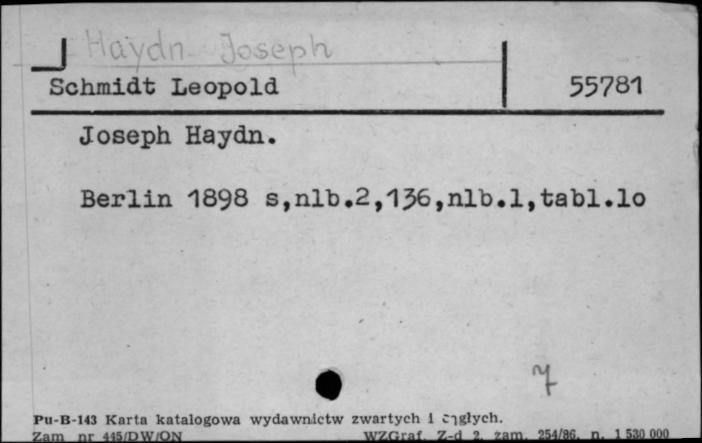 Haydn Joseph
Schmidt Leopold 55781
Joseph Haydn.
Berlin 1898 s,nlb.2,136,nlb.1,tabl.lo
7
Pu-B-143 Karta katalogowa wydawnictw zwartych i ciągłych.
Zam nr 445/DW/ON WZGraf. Z-d 2. zam. 254/86. n. 1 530 000